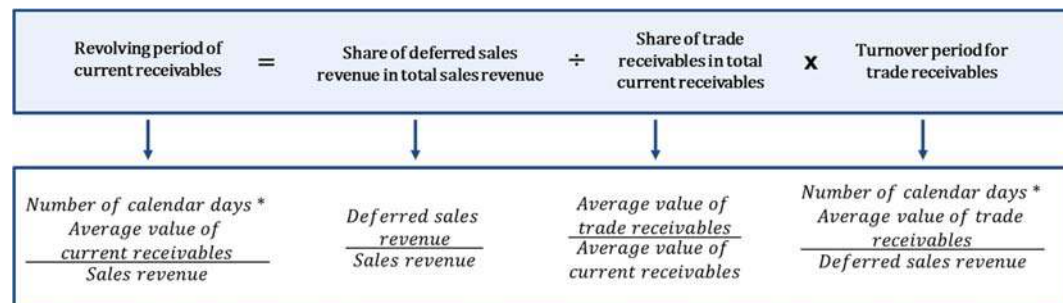 Revolving period of
current receivables
=
Share of deferred sales
revenue in total sales revenue
÷
Share of trade
receivables in total
current receivables
x
Turnover period for
trade receivables
Number of calendar days *
Average value of
current receivables
Sales revenue
Deferred sales
revenue
Sales revenue
Average value of
trade receivables
Average value of
current receivables
Number of calendar days *
Average value of trade
receivables
Deferred sales revenue